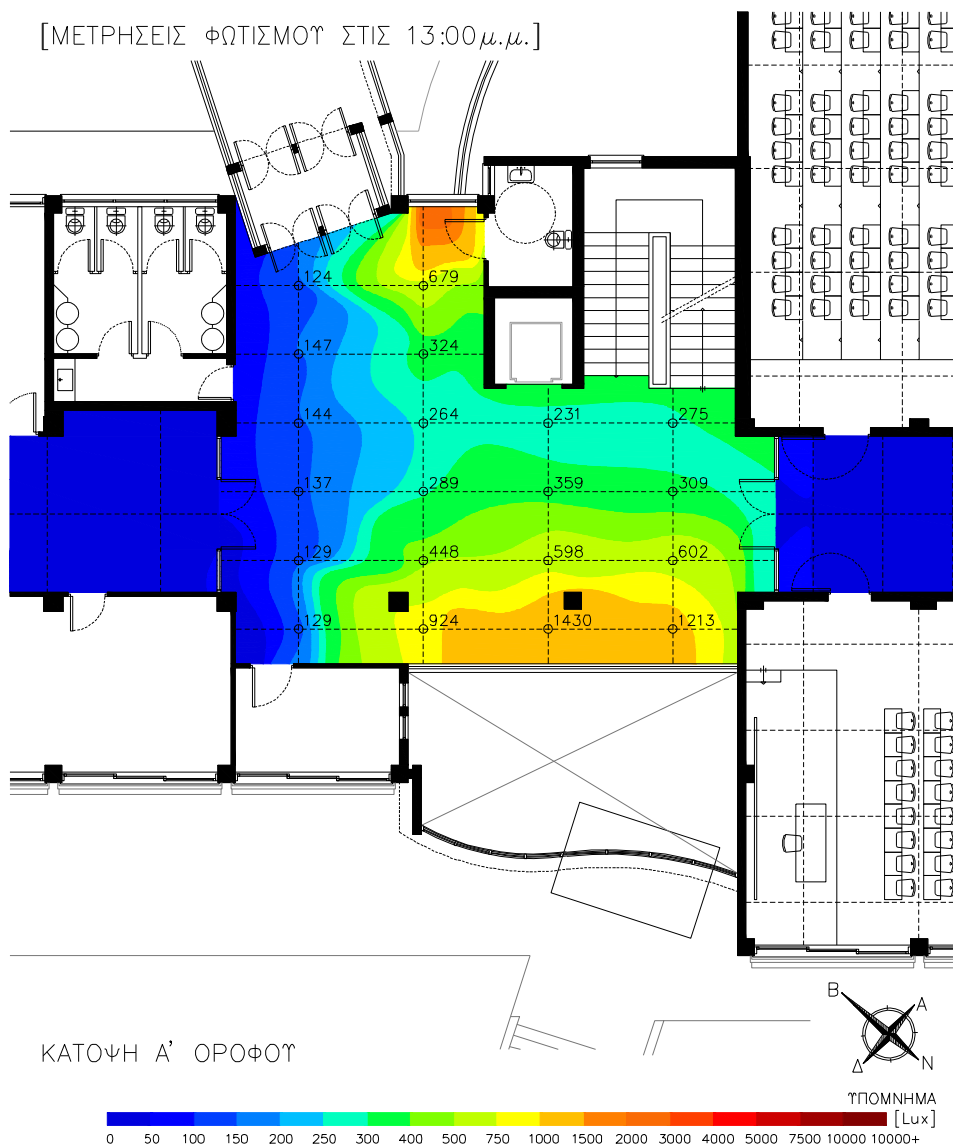 [ΜΕΤΡΗΣΕΙΣ ΦΩΤΙΣΜΟΥ ΣΤΙΣ 13:00μ.μ.]
124 679
147 324
144 264 231 275
137 289 359 309
129 448 598 602
129 924 1430 1213
Β Α
Δ Ν
ΚΑΤΟΨΗ Α' ΟΡΟΦΟΥ
ΥΠΟΜΝΗΜΑ
[Lux]
0 50 100 150 200 250 300 400 500 750 1000 1500 2000 3000 4000 5000 7500 10000 1000+